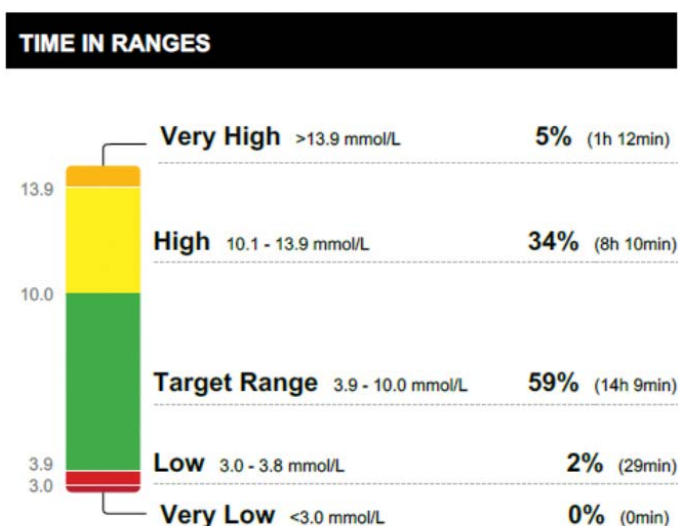 TIME IN RANGES
Very High >13.9 mmol/L 5% (1h 12min)
13.9
High 10.1 - 13.9 mmol/L 34% (8h 10min)
10.0
Target Range 3.9 - 10.0 mmol/L 59% (14h 9min)
3.9
Low 3.0 - 3.8 mmol/L 2% (29min)
3.0
Very Low <3.0 mmol/L 0% (0min)